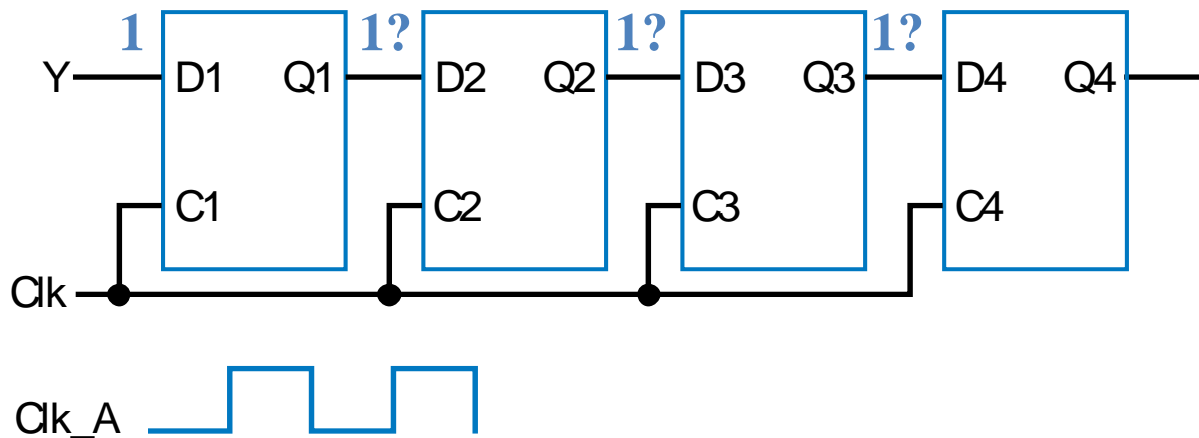 1 1? 1? 1?
Y D1 Q1 D2 Q2 D3 Q3 D4 Q4
C1 C2 C3 C4
Clk
Clk_A